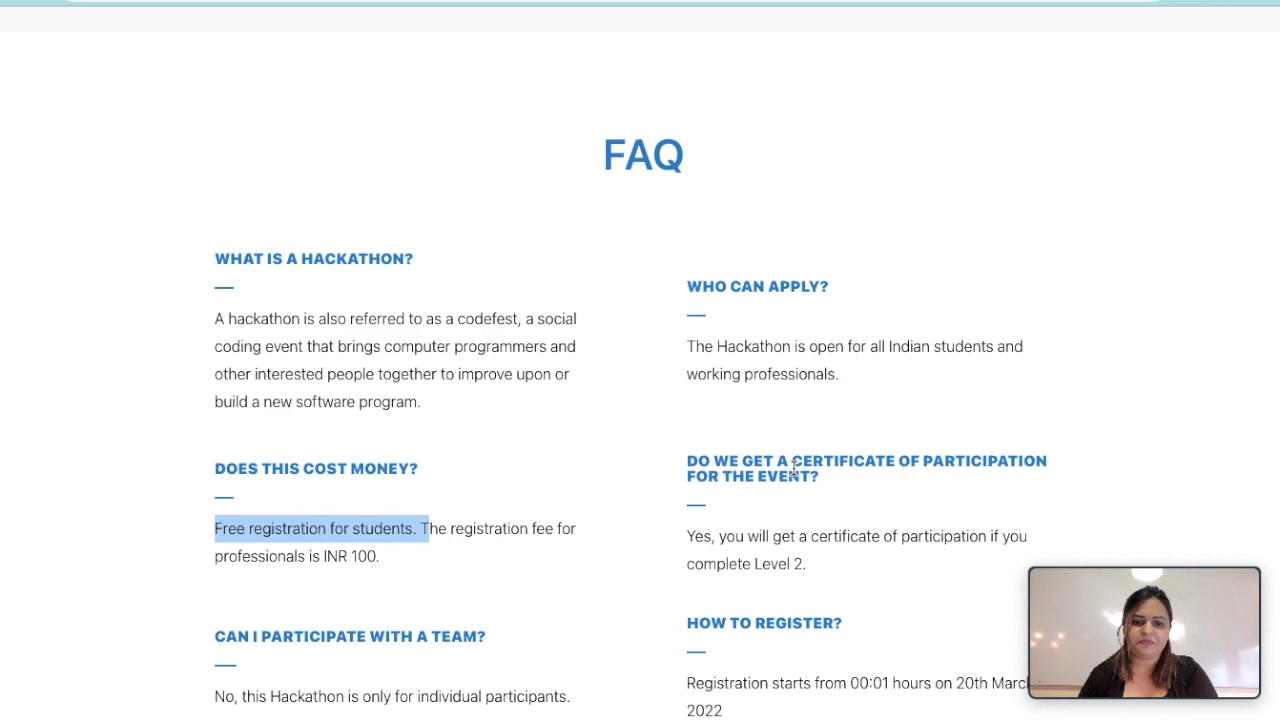 FAQ
WHAT IS A HACKATHON?
A hackathon is also referred to as a codefest, a social
coding event that brings computer programmers and
other interested people together to improve upon or
build a new software program.
DOES THIS COST MONEY?
Free registration for students. The registration fee for
professionals is INR 100.
CAN I PARTICIPATE WITH A TEAM?
No, this Hackathon is only for individual participants.
WHO CAN APPLY?
The Hackathon is open for all Indian students and
working professionals.
DO WE GET A CERTIFICATE OF PARTICIPATION
FOR THE EVENT?
Yes, you will get a certificate of participation if you
complete Level 2.
HOW TO REGISTER?
Registration starts from 00:01 hours on 20th March
2022